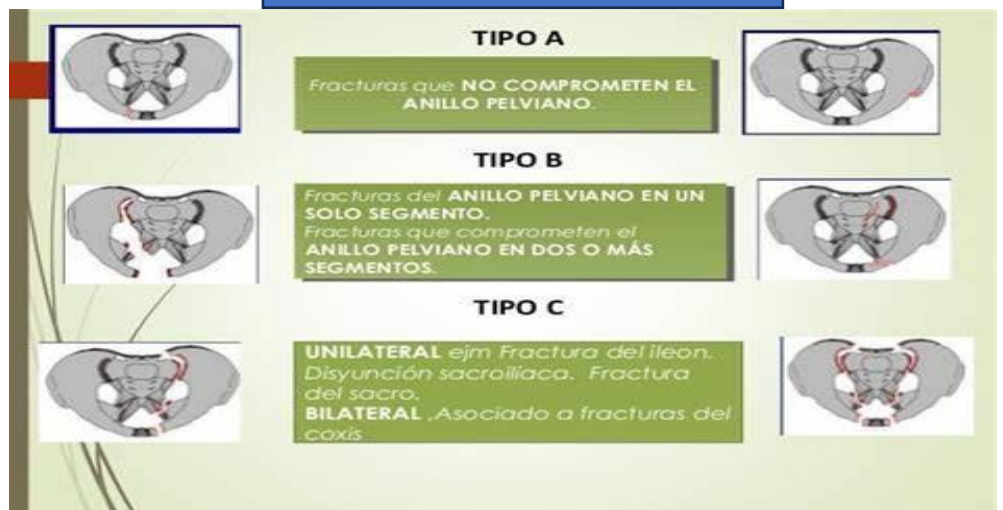 TIPO A
Fracturas que NO COMPROMETEN EL
ANILLO PELVIANO.
TIPO B
Fracturas del ANILLO PELVIANO EN UN
SOLO SEGMENTO.
Fracturas que comprometen el
ANILLO PELVIANO EN DOS O MÁS
SEGMENTOS.
TIPO C
UNILATERAL ejm Fractura del ileon.
Disyunción sacroilíaca. Fractura
del sacro.
BILATERAL ,Asociado a fracturas del
coxis